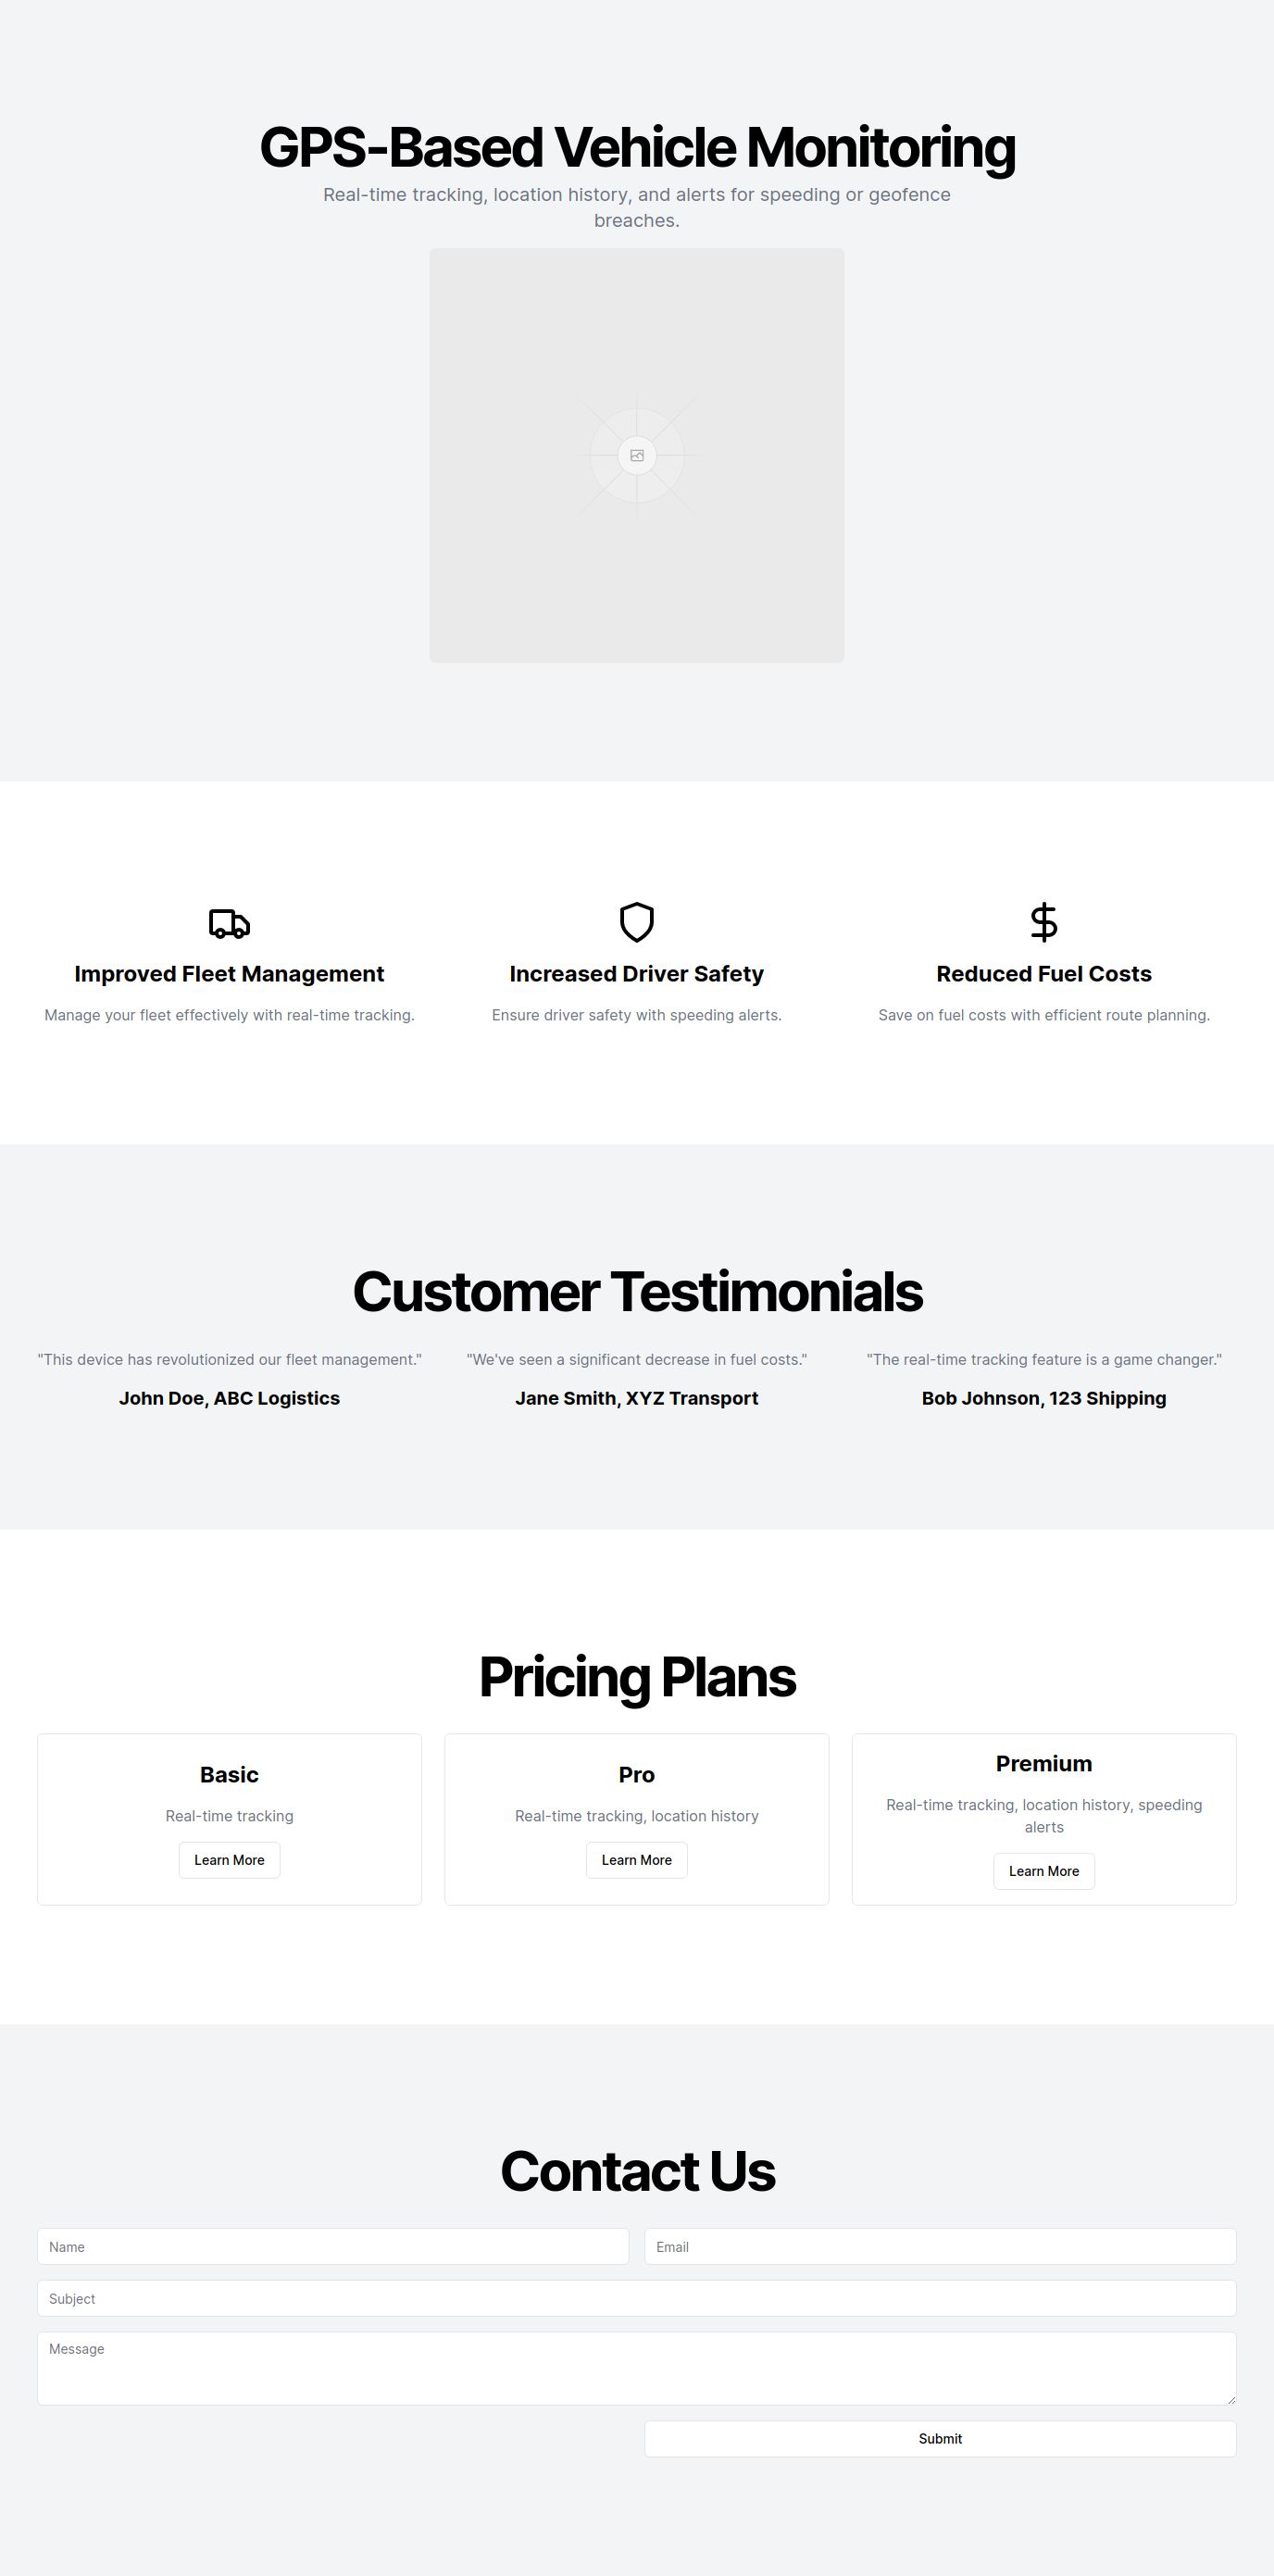 GPS-Based Vehicle Monitoring
Real-time tracking, location history, and alerts for speeding or geofence
breaches.
Improved Fleet Management
Manage your fleet effectively with real-time tracking.
Increased Driver Safety
Ensure driver safety with speeding alerts.
Reduced Fuel Costs
Save on fuel costs with efficient route planning.
Customer Testimonials
"This device has revolutionized our fleet management."
John Doe, ABC Logistics
"We've seen a significant decrease in fuel costs."
Jane Smith, XYZ Transport
"The real-time tracking feature is a game changer."
Bob Johnson, 123 Shipping
Pricing Plans
Basic
Real-time tracking
Learn More
Pro
Real-time tracking, location history
Learn More
Premium
Real-time tracking, location history, speeding
alerts
Learn More
Contact Us
Name
Email
Subject
Message
Submit